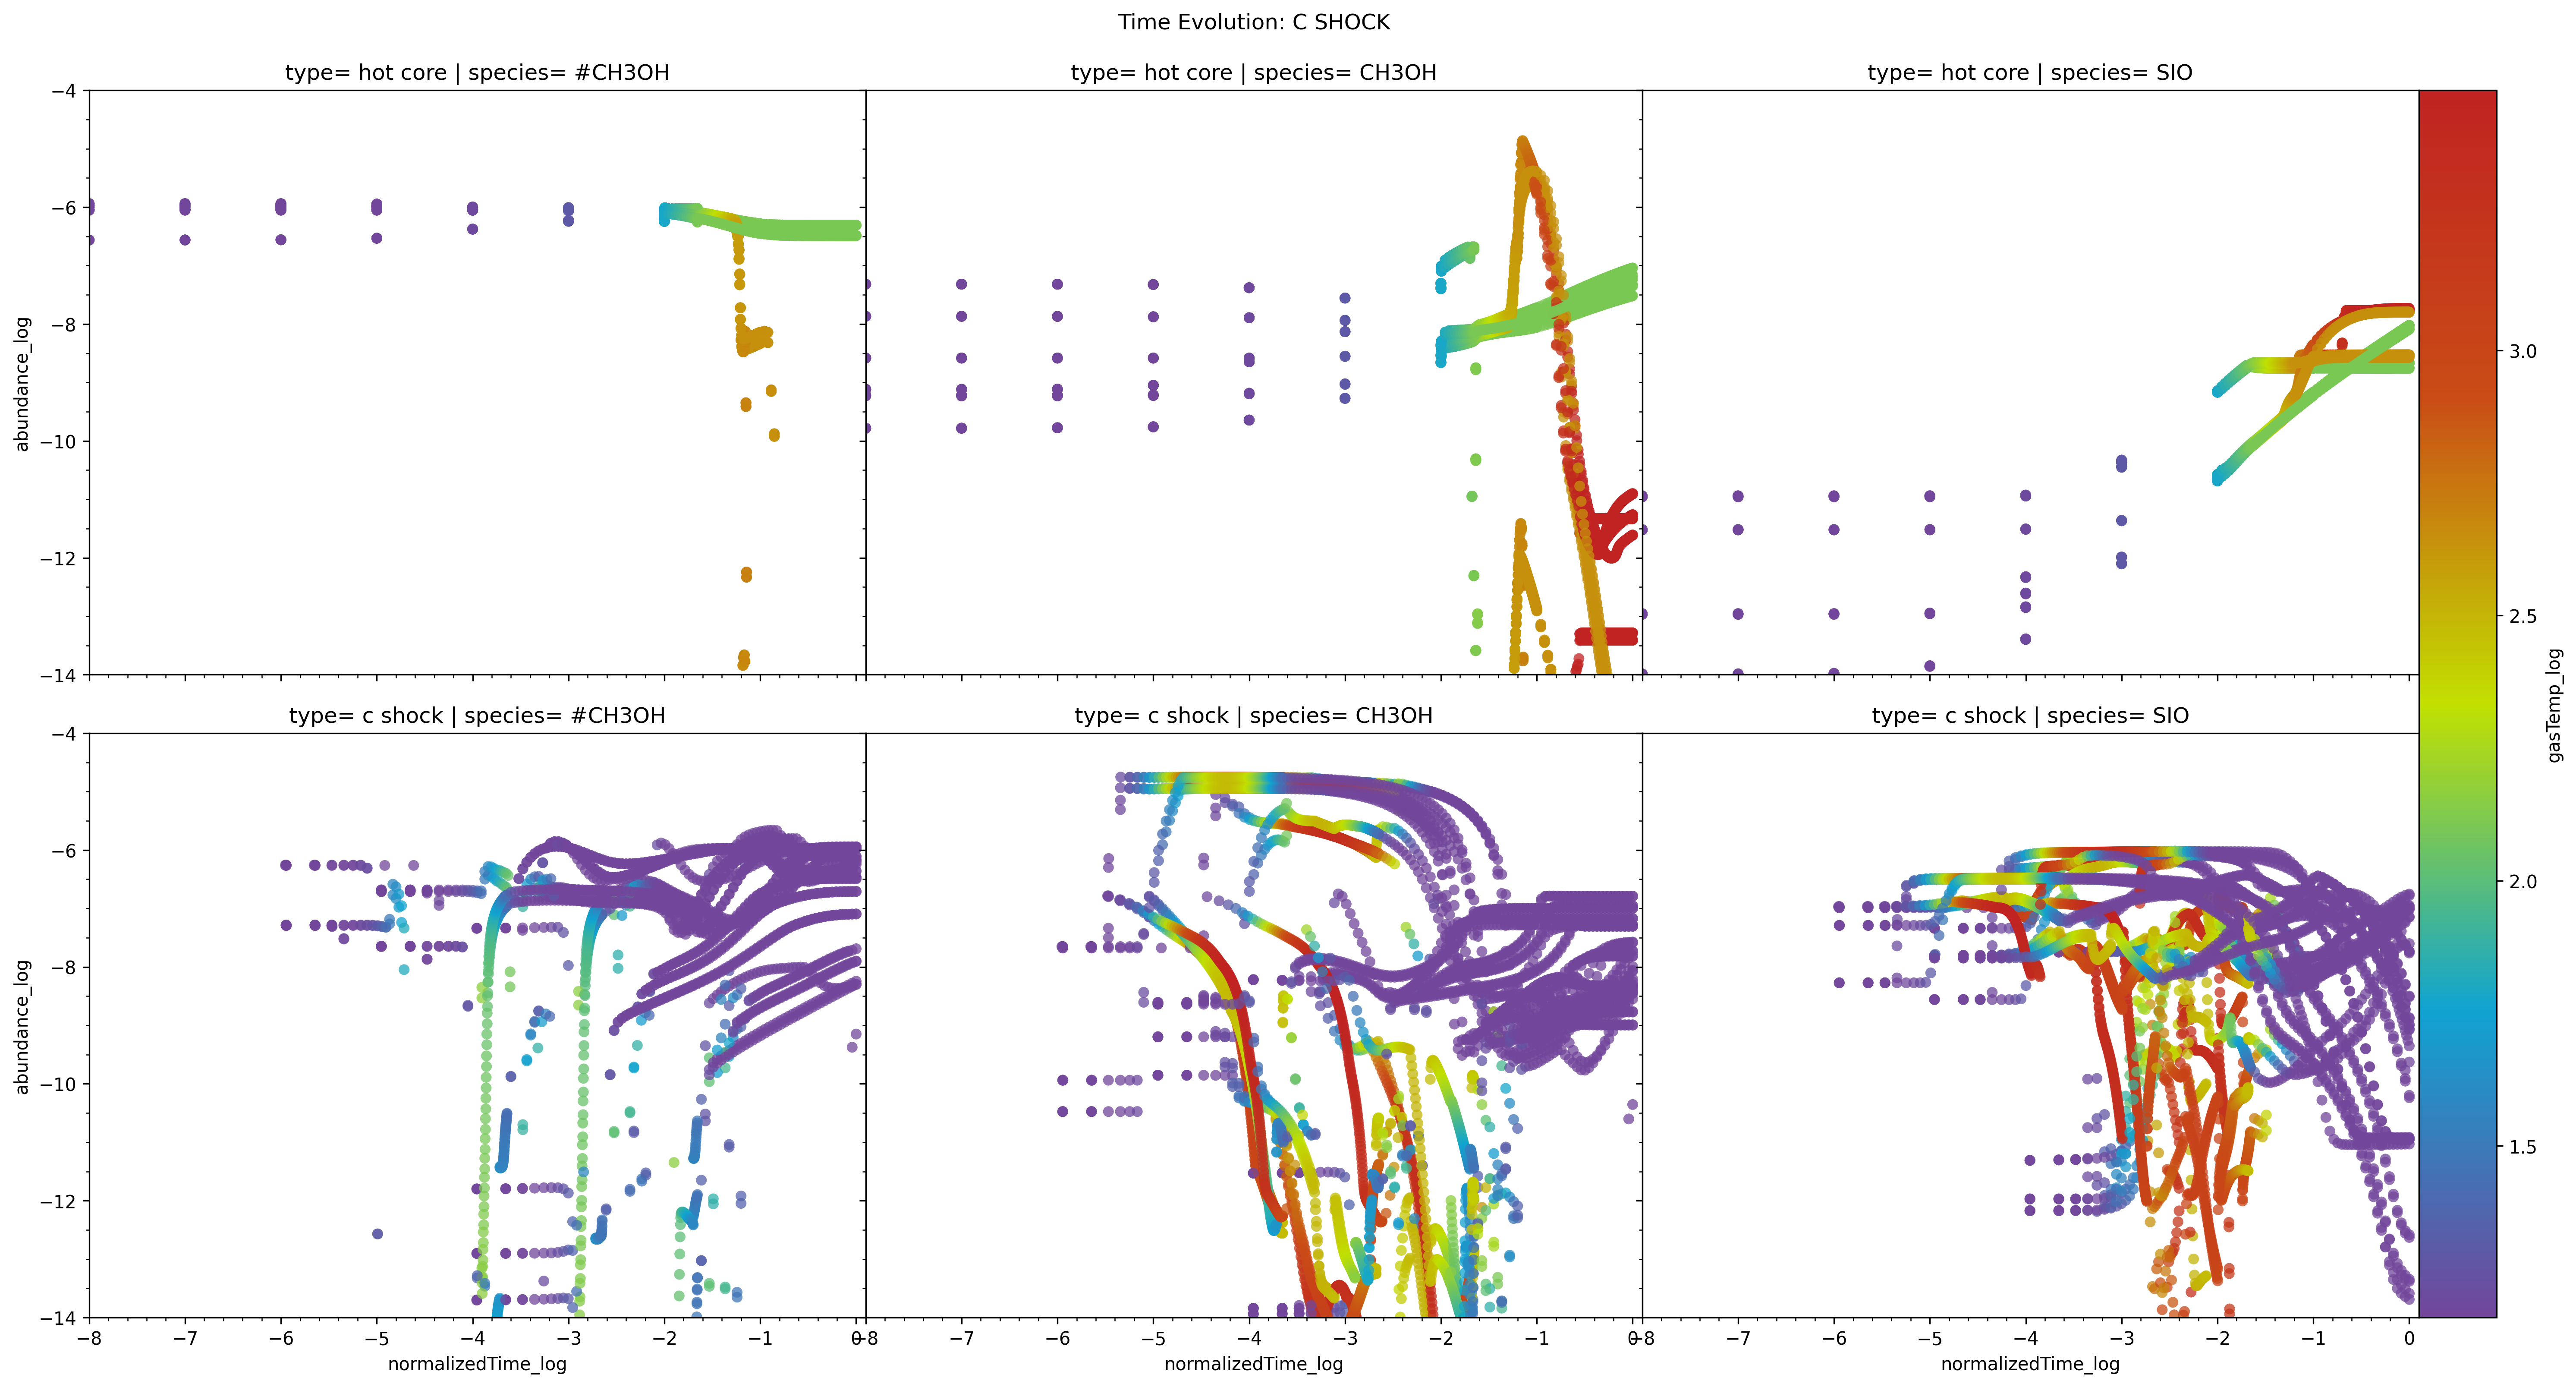 Time Evolution: C SHOCK
type= hot core | species= #CH3OH
type= hot core | species= CH3OH
type= hot core | species= SIO
−4
−6
−8
−10
−12
−14
abundance_log
3.0
2.5
2.0
1.5
gasTemp_log
type= c shock | species= #CH3OH
type= c shock | species= CH3OH
type= c shock | species= SIO
−4
−6
−8
−10
−12
−14
abundance_log
−8 −7 −6 −5 −4 −3 −2 −1 0
−8 −7 −6 −5 −4 −3 −2 −1 0
−8 −7 −6 −5 −4 −3 −2 −1 0
normalizedTime_log
normalizedTime_log
normalizedTime_log